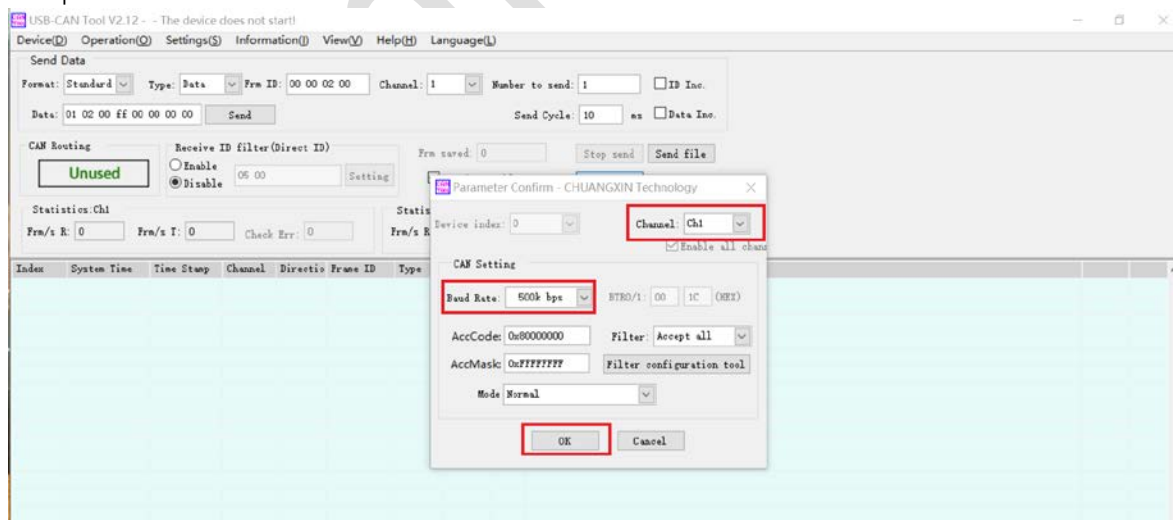 USB-CAN Tool V2.12 - - The device does not start!
Device(D) Operation(O) Settings(S) Information(I) View(V) Help(H) Language(L)
Send Data
Format: Standard Type: Data Frm ID: 00 00 02 00 Channel: 1 Number to send: 1 ID Inc.
Data: 01 02 00 ff 00 00 00 00 Send Send Cycle: 10 ms Data Inc.
CAN Routing Receive ID filter(Direct ID) Frm saved: 0 Stop send Send file
Unused Enable 05 00 Setting
Disable
Parameter Confirm - CHUANGXIN Technology
Statistics:Ch1 Statis
Frm/s R: 0 Frm/s T: 0 Check Err: 0 Frm/s R
Device index: 0 Channel: Ch1
Enable all chan
Index System Time Time Stamp Channel Directio Frame ID Type
CAN Setting
Baud Rate: 500k bps BTR0/1: 00 1C (HEX)
AccCode: 0x80000000 Filter: Accept all
AccMask: 0xFFFFFFFF Filter configuration tool
Mode Normal
OK Cancel